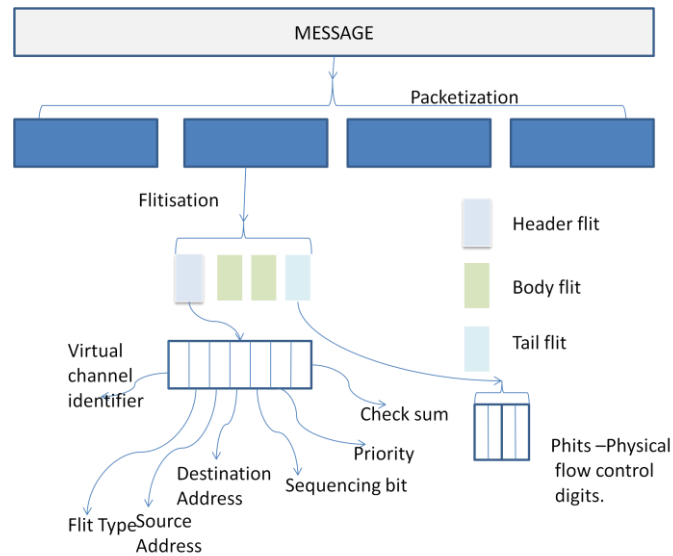 MESSAGE
Packetization
Flitisation
Header flit
Body flit
Tail flit
Virtual
channel
identifier
Check sum
Priority
Sequencing bit
Destination
Address
Source
Address
Flit Type
Phits –Physical
flow control
digits.